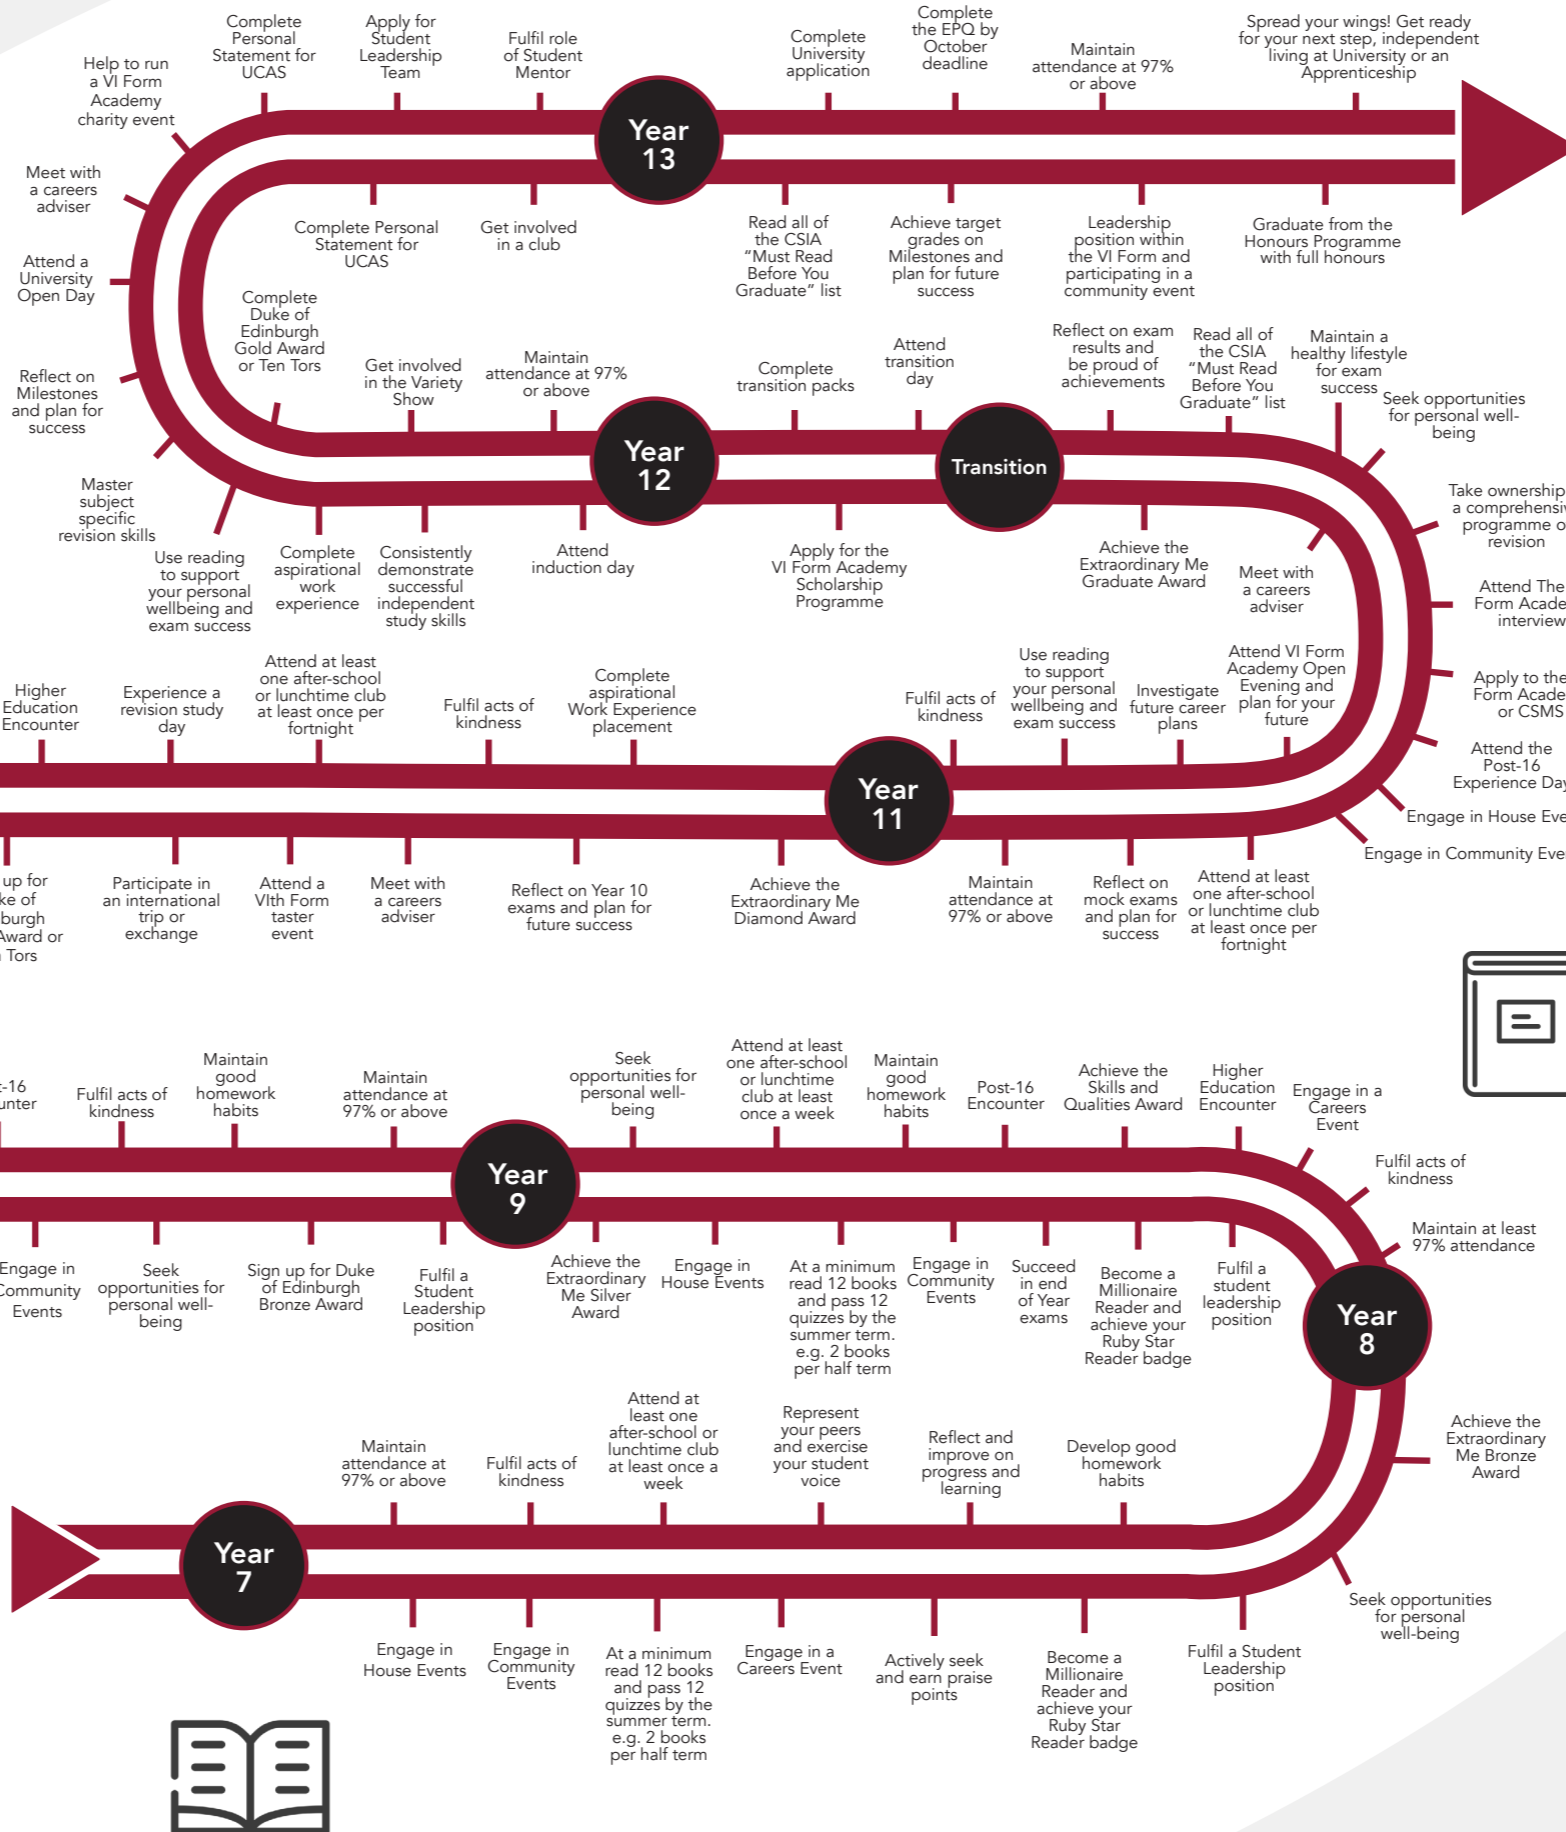 Complete
Personal
Statement for
UCAS
Apply for
Student
Leadership
Team
Fulfil role
of Student
Mentor
Complete
University
application
Complete
the EPQ by
October
deadline
Maintain
attendance at 97%
or above
Spread your wings! Get ready
for your next step, independent
living at University or an
Apprenticeship
Help to run
a VI Form
Academy
charity event
Year
13
Meet with
a careers
adviser
Attend a
University
Open Day
Complete Personal
Statement for
UCAS
Get involved
in a club
Read all of
the CSIA
“Must Read
Before You
Graduate” list
Achieve target
grades on
Milestones and
plan for future
success
Leadership
position within
the VI Form and
participating in a
community event
Graduate from the
Honours Programme
with full honours
Reflect on
Milestones
and plan for
success
Complete
Duke of
Edinburgh
Gold Award
or Ten Tors
Get involved
in the Variety
Show
Maintain
attendance at 97%
or above
Complete
transition packs
Attend
transition
day
Reflect on exam
results and
be proud of
achievements
Read all of
the CSIA
“Must Read
Before You
Graduate” list
Maintain a
healthy lifestyle
for exam
success
Seek opportunities
for personal well-
being
Year
12
Transition
Master
subject
specific
revision skills
Use reading
to support
your personal
wellbeing and
exam success
Complete
aspirational
work
experience
Consistently
demonstrate
successful
independent
study skills
Attend
induction day
Apply for the
VI Form Academy
Scholarship
Programme
Achieve the
Extraordinary Me
Graduate Award
Meet with
a careers
adviser
Take ownership
a
programme
revision
Attend The
Form
interview
Apply to the
Form
or CSMS
Attend the
Post-16
Experience
Engage in House
Engage in Community
Higher
Education
Encounter
Experience a
revision study
day
Attend at least
one after-school
or lunchtime club
at least once per
fortnight
Fulfil acts of
kindness
Complete
aspirational
Work Experience
placement
Fulfil acts of
kindness
Use reading
to support
your personal
wellbeing and
exam success
Investigate
future career
plans
Attend VI Form
Academy Open
Evening and
plan for your
future
Year
11
up for
of
Award or
Tors
Participate in
an international
trip or
exchange
Attend a
VIth Form
taster
event
Meet with
a careers
adviser
Reflect on Year 10
exams and plan for
future success
Achieve the
Extraordinary Me
Diamond Award
Maintain
attendance at
97% or above
Reflect on
mock exams
and plan for
success
Attend at least
one after-school
or lunchtime club
at least once per
fortnight
Fulfil acts of
kindness
Maintain
good
homework
habits
Maintain
attendance at
97% or above
Seek
opportunities for
personal well-
being
Attend at least
one after-school
or lunchtime
club at least
once a week
Maintain
good
homework
habits
Post-16
Encounter
Achieve the
Skills and
Qualities Award
Higher
Education
Encounter
Engage in a
Careers
Event
Fulfil acts of
kindness
Maintain at least
97% attendance
Year
9
Engage in
Community
Events
Seek
opportunities for
personal well-
being
Sign up for Duke
of Edinburgh
Bronze Award
Fulfil a
Student
Leadership
position
Achieve the
Extraordinary
Me Silver
Award
Engage in
House Events
At a minimum
read 12 books
and pass 12
quizzes by the
summer term.
e.g. 2 books
per half term
Engage in
Community
Events
Succeed
in end
of Year
exams
Become a
Millionaire
Reader and
achieve your
Ruby Star
Reader badge
Fulfil a
student
leadership
position
Year
8
Maintain
attendance at
97% or above
Fulfil acts of
kindness
Attend at
least one
after-school or
lunchtime club
at least once a
week
Represent
your peers
and exercise
your student
voice
Reflect and
improve on
progress and
learning
Develop good
homework
habits
Achieve the
Extraordinary
Me Bronze
Award
Year
7
Engage in
House Events
Engage in
Community
Events
At a minimum
read 12 books
and pass 12
quizzes by the
summer term.
e.g. 2 books
per half term
Engage in a
Careers Event
Actively seek
and earn praise
points
Become a
Millionaire
Reader and
achieve your
Ruby Star
Reader badge
Fulfil a Student
Leadership
position
Seek opportunities
for personal
well-being